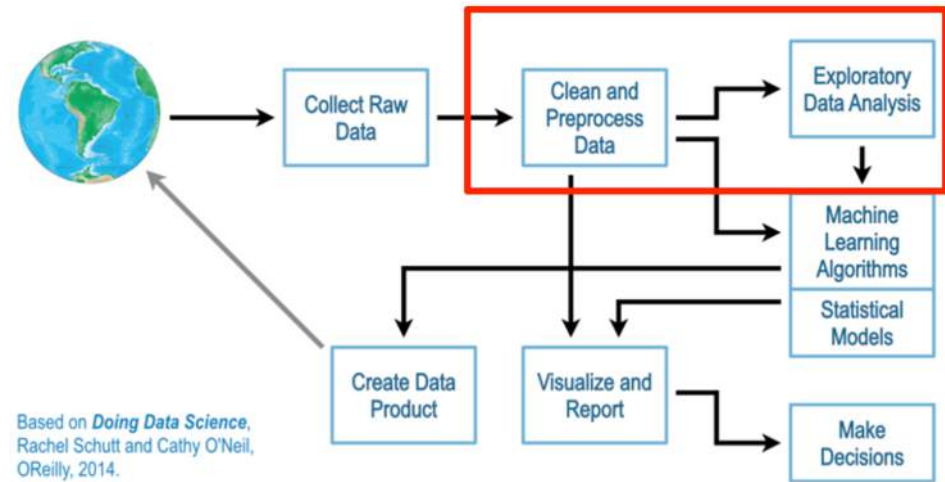 Collect Raw
Data
Clean and
Preprocess
Data
Exploratory
Data Analysis
Machine
Learning
Algorithms
Statistical
Models
Create Data
Product
Visualize and
Report
Make
Decisions
Based on Doing Data Science,
Rachel Schutt and Cathy O'Neil,
OReilly, 2014.